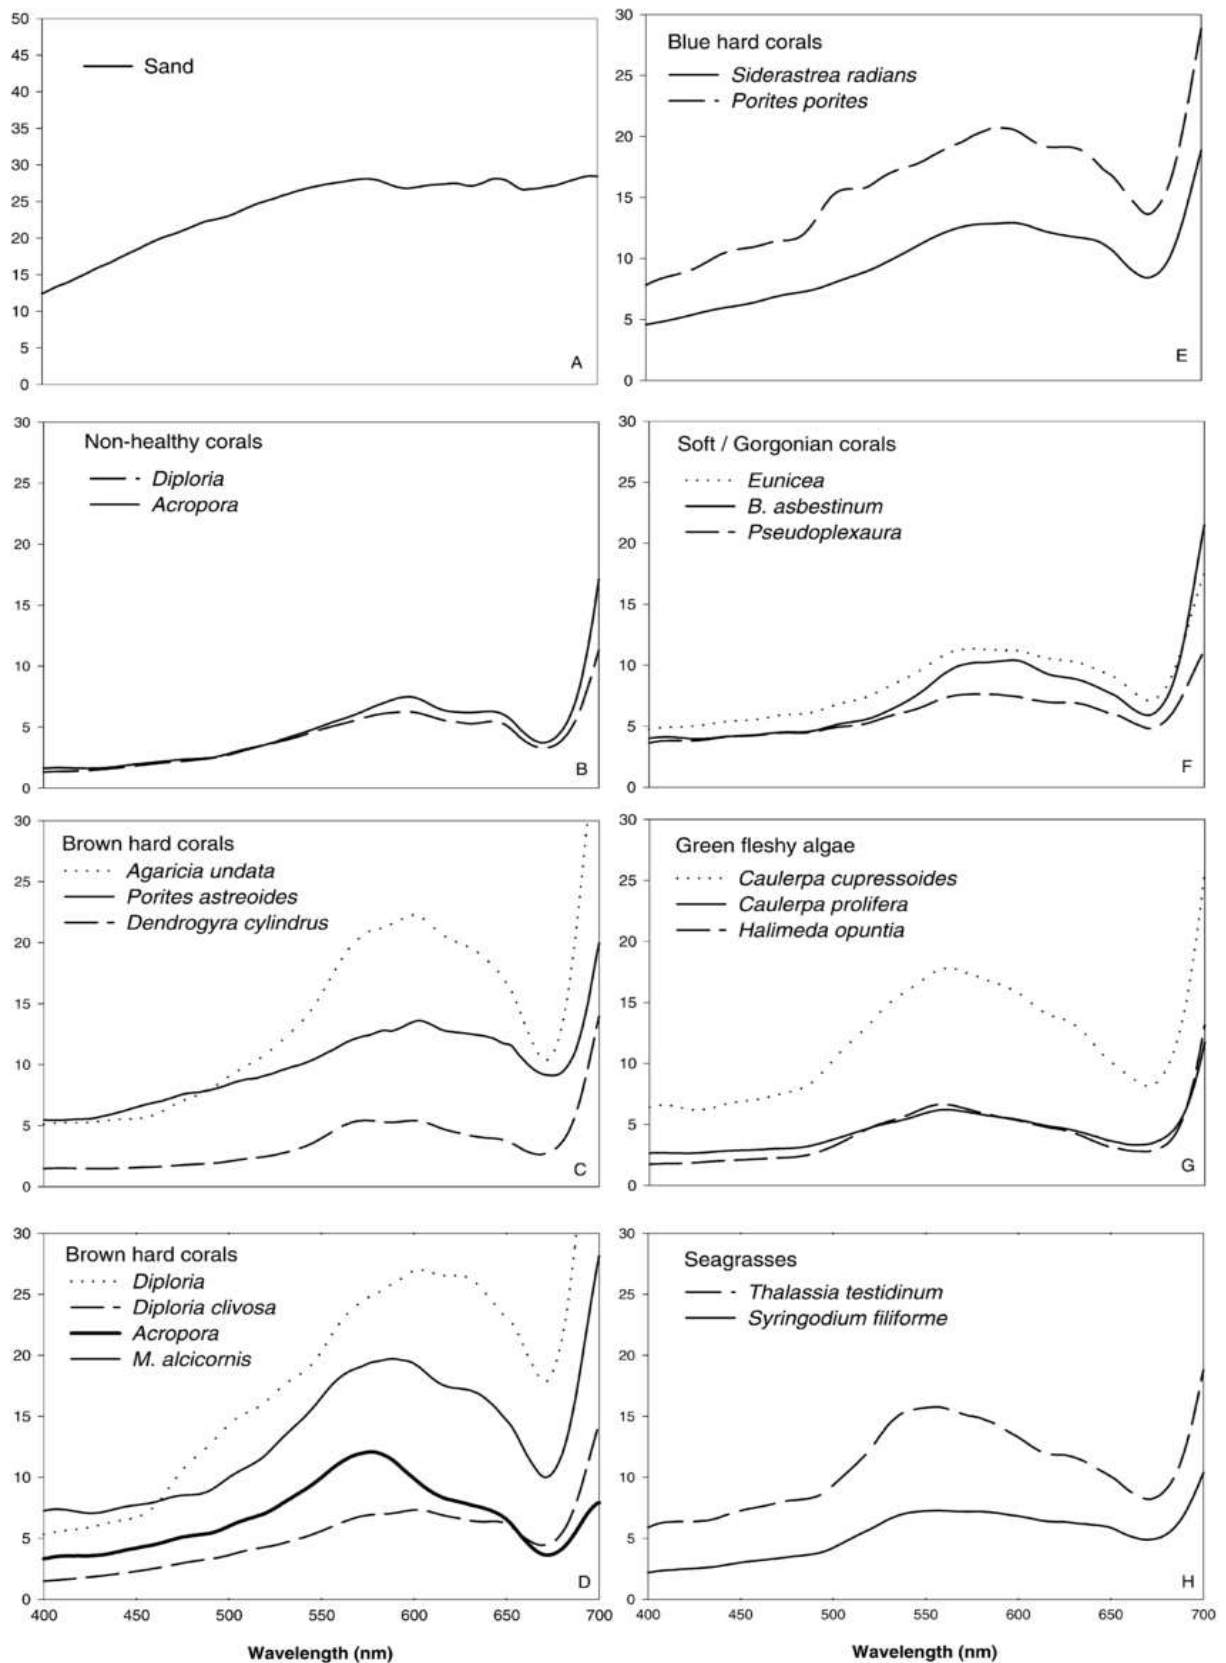 50
45
40
35
30
25
20
15
10
5
0
Sand
A
30
25
20
15
10
5
0
Blue hard corals
Siderastrea radians
Porites porites
E
30
25
20
15
10
5
0
Non-healthy corals
Diploria
Acropora
B
30
25
20
15
10
5
0
Soft / Gorgonian corals
Eunicea
B. asbestinum
Pseudoplexaura
F
30
25
20
15
10
5
0
Brown hard corals
Agaricia undata
Porites astreoides
Dendrogyra cylindrus
C
30
25
20
15
10
5
0
Green fleshy algae
Caulerpa cupressoides
Caulerpa prolifera
Halimeda opuntia
G
30
25
20
15
10
5
0
Brown hard corals
Diploria
Diploria clivosa
Acropora
M. alcicornis
D
400 450 500 550 600 650 700
Wavelength (nm)
30
25
20
15
10
5
0
Seagrasses
Thalassia testidinum
Syringodium filiforme
H
400 450 500 550 600 650 700
Wavelength (nm)